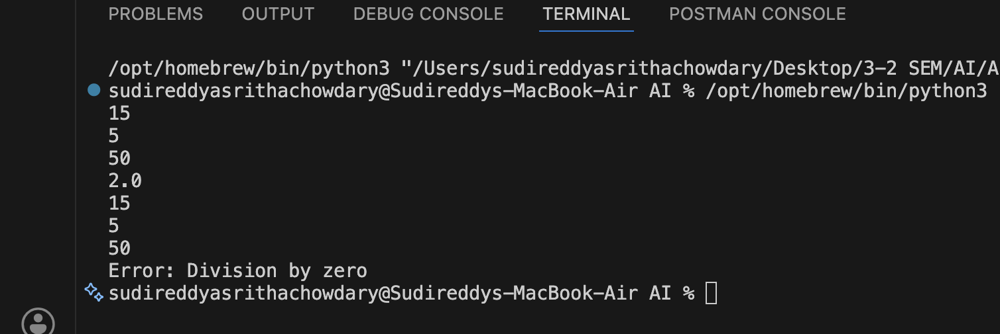 PROBLEMS OUTPUT DEBUG CONSOLE TERMINAL POSTMAN CONSOLE
/opt/homebrew/bin/python3 "/Users/sudireddyasrithachowdary/Desktop/3-2 SEM/AI/A
sudireddyasrithachowdary@Sudireddys-MacBook-Air AI % /opt/homebrew/bin/python3
15
5
50
2.0
15
5
50
Error: Division by zero
sudireddyasrithachowdary@Sudireddys-MacBook-Air AI %